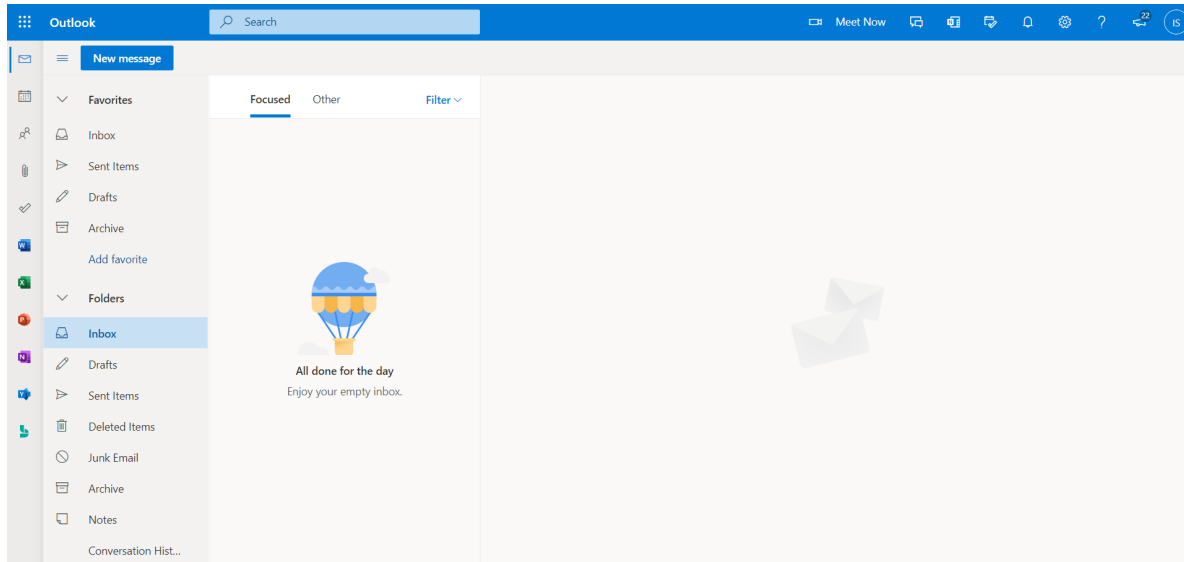 Outlook
Search
Meet Now
22
IS
New message
Favorites
Inbox
Sent Items
Drafts
Archive
Add favorite
Folders
Inbox
Drafts
Sent Items
Deleted Items
Junk Email
Archive
Notes
Conversation Hist...
Focused Other Filter
All done for the day
Enjoy your empty inbox.
W
X
P
N
Y
b